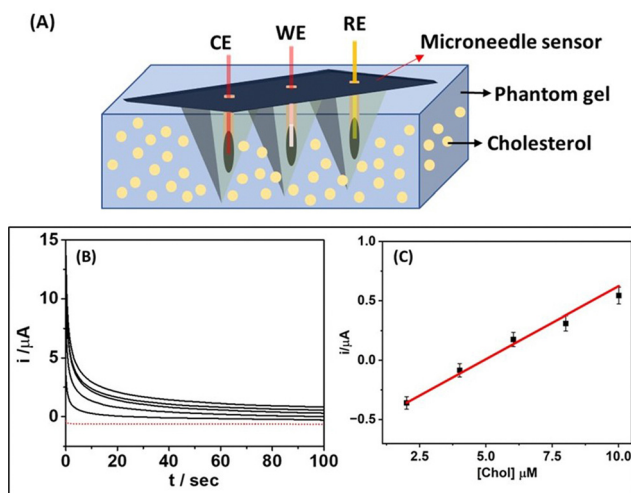 (A)
CE
WE
RE
Microneedle sensor
Phantom gel
Cholesterol
(B)
15
10
5
0
i /µA
0 20 40 60 80 100
t / sec
(C)
1.0
0.5
0.0
−0.5
i/µA
2.5 5.0 7.5 10.0
[Chol] µM